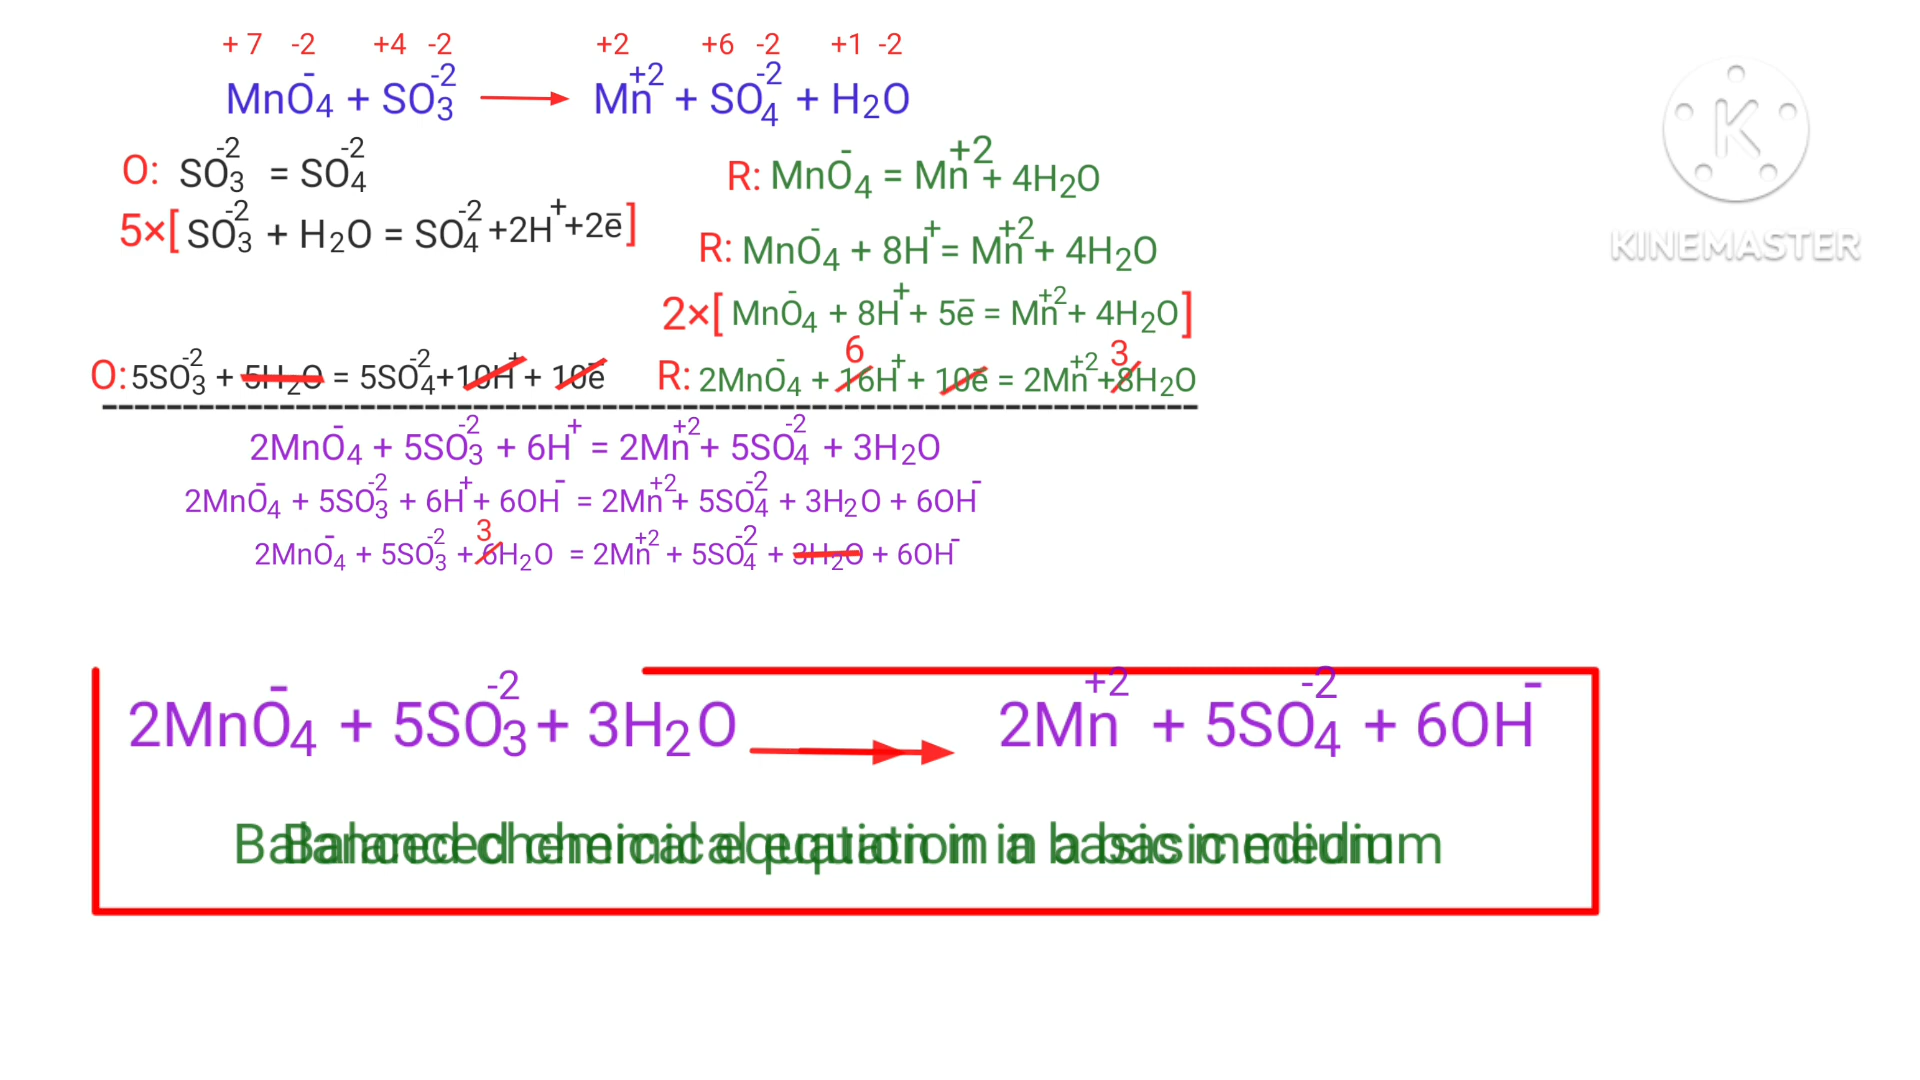 +7 -2 +4 -2 +2 +6 -2 +1 -2
MnO₄⁻ + SO₃⁻² → Mn⁺² + SO₄⁻² + H₂O
O: SO₃⁻² = SO₄⁻²
5×[SO₃⁻² + H₂O = SO₄⁻² +2H⁺+2ē]
R: MnO₄⁻ = Mn⁺² + 4H₂O
R: MnO₄⁻ + 8H⁺ = Mn⁺² + 4H₂O
2×[MnO₄⁻ + 8H⁺ + 5ē = Mn⁺² + 4H₂O]
O: 5SO₃⁻² + 5H₂O = 5SO₄⁻² + 10H⁺ + 10ē
6 3
R: 2MnO₄⁻ + 16H⁺ + 10ē = 2Mn⁺² + 8H₂O
2MnO₄⁻ + 5SO₃⁻² + 6H⁺ = 2Mn⁺² + 5SO₄⁻² + 3H₂O
2MnO₄⁻ + 5SO₃⁻² + 6H⁺ + 6OH⁻ = 2Mn⁺² + 5SO₄⁻² + 3H₂O + 6OH⁻
3
2MnO₄⁻ + 5SO₃⁻² + 6H₂O = 2Mn⁺² + 5SO₄⁻² + 3H₂O + 6OH⁻
2MnO₄⁻ + 5SO₃⁻² + 3H₂O → 2Mn⁺² + 5SO₄⁻² + 6OH⁻
Balanced chemical equation in a basic medium
K
KINEMASTER